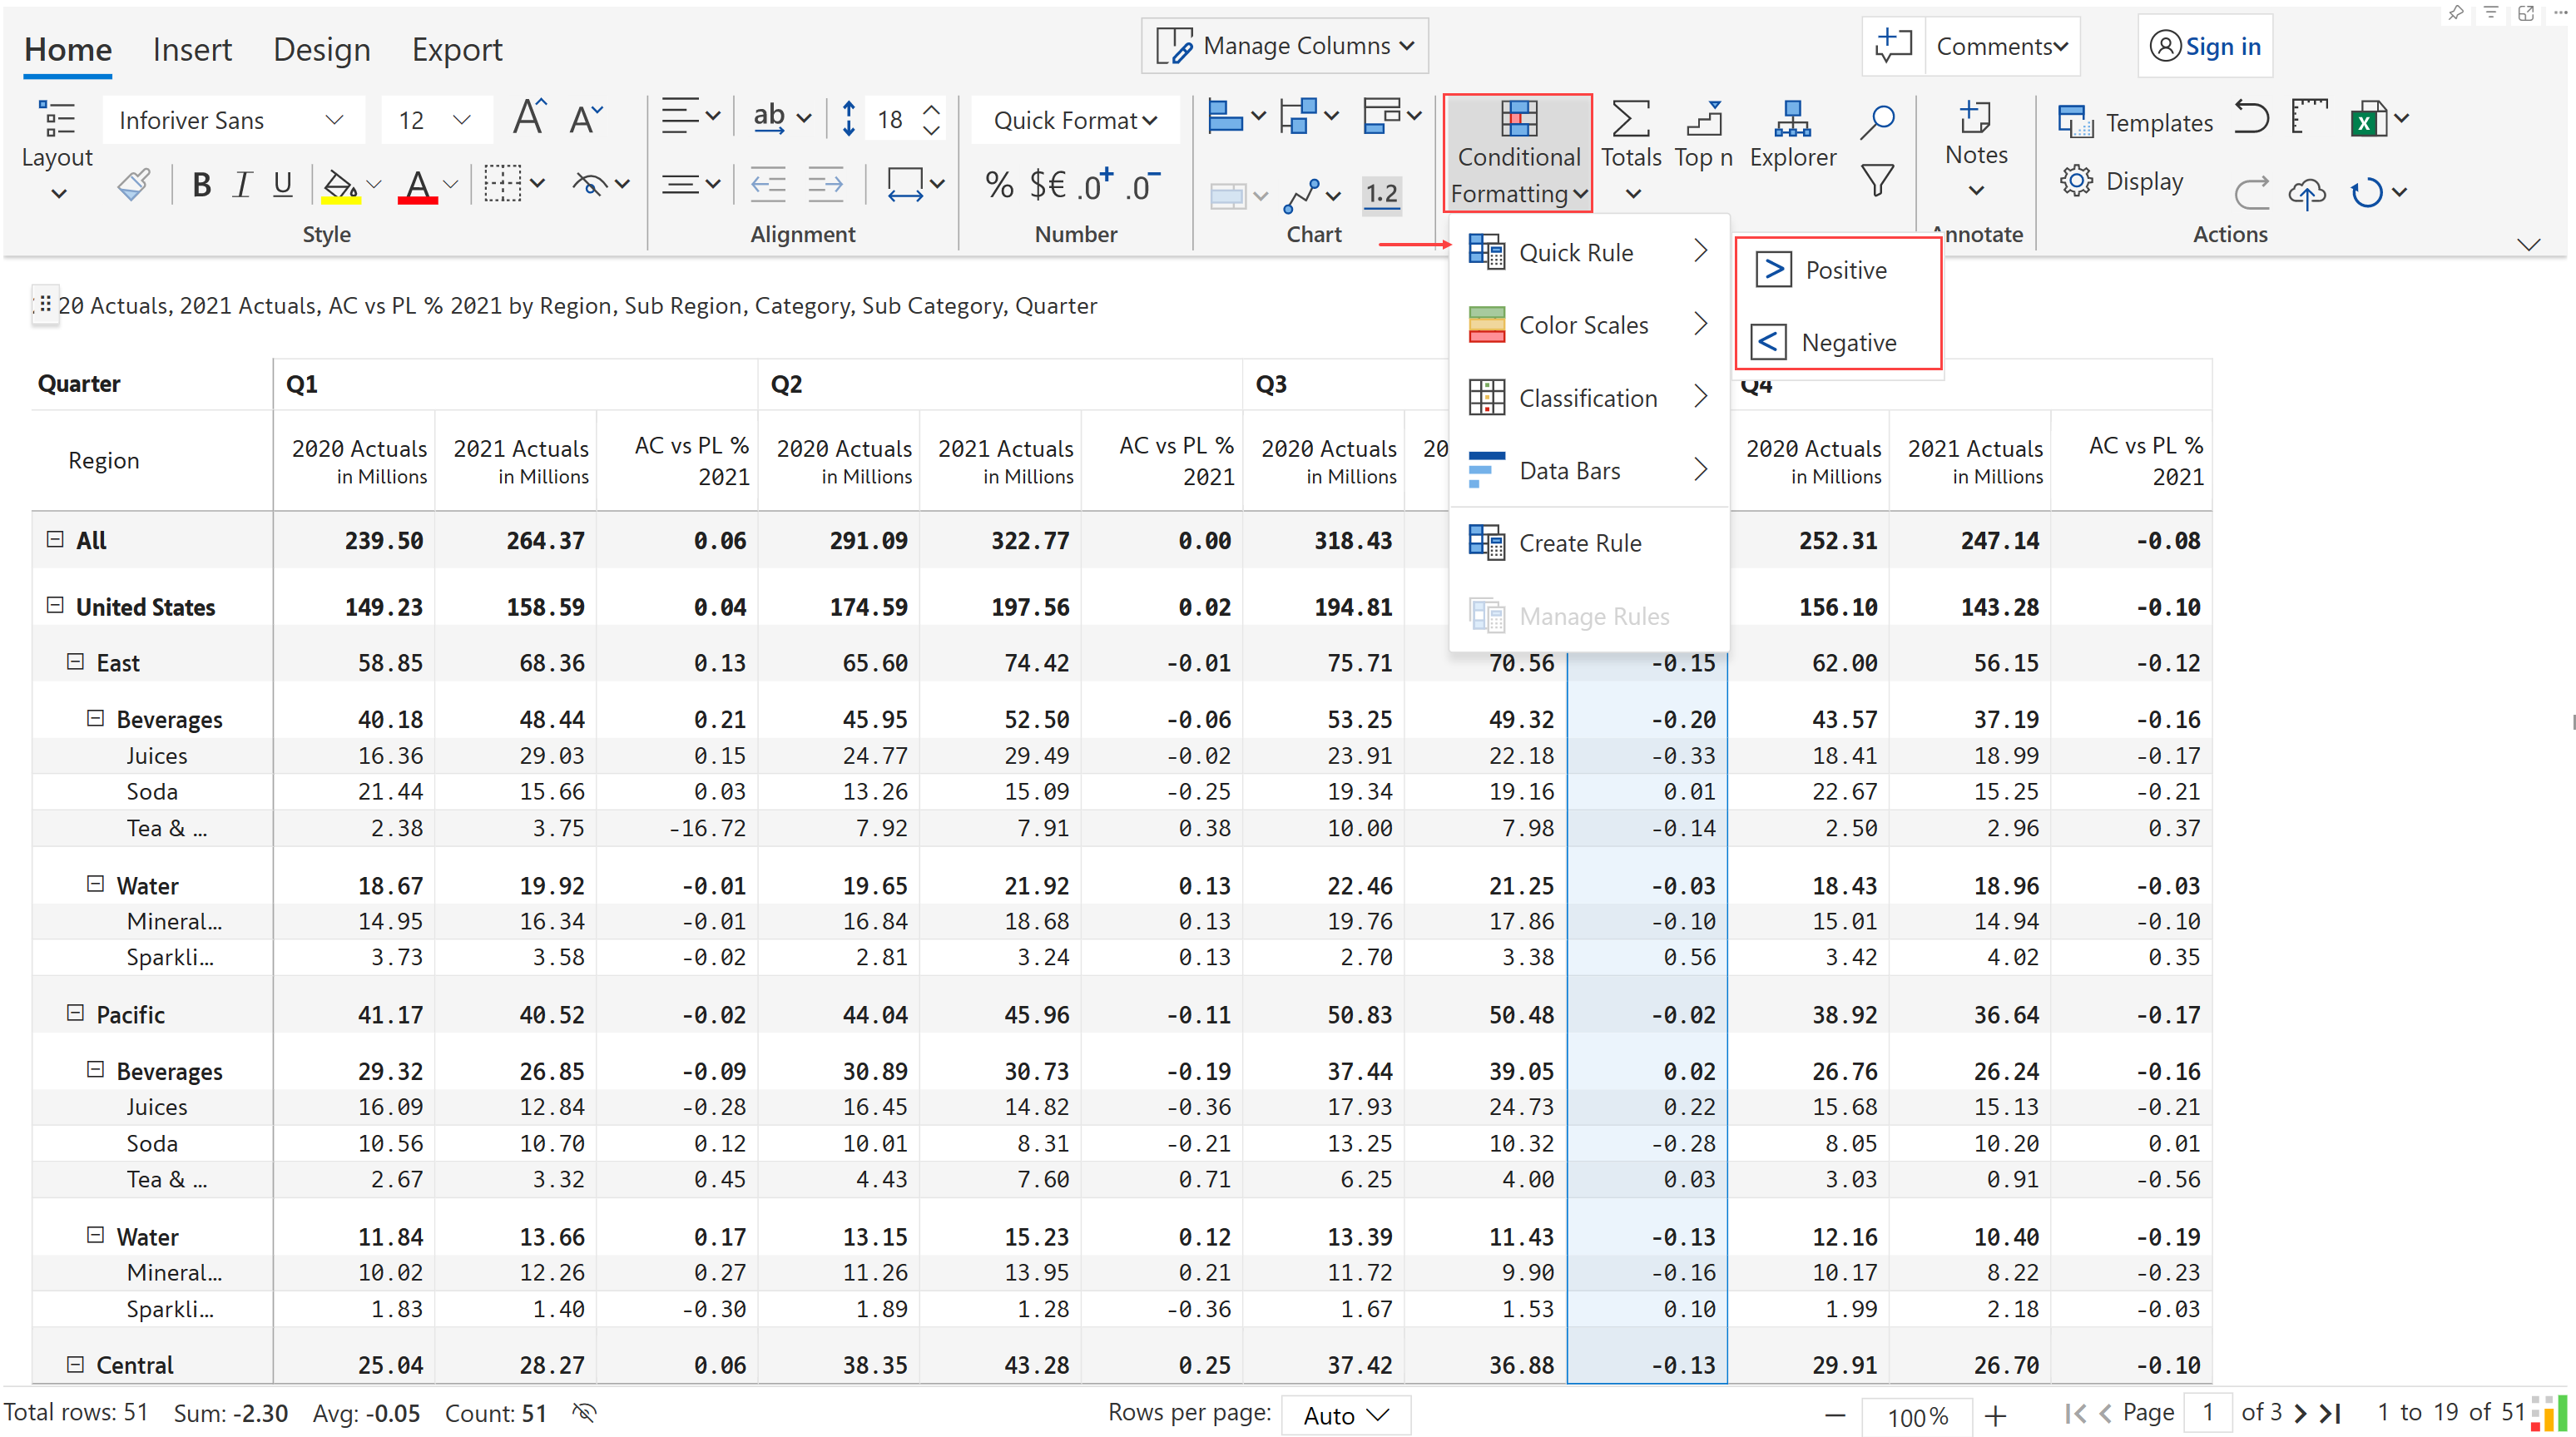 Home Insert Design Export Manage Columns Comments Sign in
Inforiver Sans 12 A A ab 18 Quick Format Templates
Layout Conditional Formatting Totals Top n Explorer Notes
B I U A % $€ .0+ .0- 1.2 Display
Style Alignment Number Chart Annotate Actions
Quick Rule
Color Scales
Classification
Data Bars
Create Rule
Manage Rules
> Positive
< Negative
20 Actuals, 2021 Actuals, AC vs PL % 2021 by Region, Sub Region, Category, Sub Category, Quarter
Quarter Q1 Q2 Q3 Q4
Region 2020 Actuals in Millions 2021 Actuals in Millions AC vs PL % 2021 2020 Actuals in Millions 2021 Actuals in Millions AC vs PL % 2021 2020 Actuals in Millions 20 2020 Actuals in Millions 2021 Actuals in Millions AC vs PL % 2021
All 239.50 264.37 0.06 291.09 322.77 0.00 318.43 252.31 247.14 -0.08
United States 149.23 158.59 0.04 174.59 197.56 0.02 194.81 156.10 143.28 -0.10
East 58.85 68.36 0.13 65.60 74.42 -0.01 75.71 70.56 -0.15 62.00 56.15 -0.12
Beverages 40.18 48.44 0.21 45.95 52.50 -0.06 53.25 49.32 -0.20 43.57 37.19 -0.16
Juices 16.36 29.03 0.15 24.77 29.49 -0.02 23.91 22.18 -0.33 18.41 18.99 -0.17
Soda 21.44 15.66 0.03 13.26 15.09 -0.25 19.34 19.16 0.01 22.67 15.25 -0.21
Tea & ... 2.38 3.75 -16.72 7.92 7.91 0.38 10.00 7.98 -0.14 2.50 2.96 0.37
Water 18.67 19.92 -0.01 19.65 21.92 0.13 22.46 21.25 -0.03 18.43 18.96 -0.03
Mineral... 14.95 16.34 -0.01 16.84 18.68 0.13 19.76 17.86 -0.10 15.01 14.94 -0.10
Sparkli... 3.73 3.58 -0.02 2.81 3.24 0.13 2.70 3.38 0.56 3.42 4.02 0.35
Pacific 41.17 40.52 -0.02 44.04 45.96 -0.11 50.83 50.48 -0.02 38.92 36.64 -0.17
Beverages 29.32 26.85 -0.09 30.89 30.73 -0.19 37.44 39.05 0.02 26.76 26.24 -0.16
Juices 16.09 12.84 -0.28 16.45 14.82 -0.36 17.93 24.73 0.22 15.68 15.13 -0.21
Soda 10.56 10.70 0.12 10.01 8.31 -0.21 13.25 10.32 -0.28 8.05 10.20 0.01
Tea & ... 2.67 3.32 0.45 4.43 7.60 0.71 6.25 4.00 0.03 3.03 0.91 -0.56
Water 11.84 13.66 0.17 13.15 15.23 0.12 13.39 11.43 -0.13 12.16 10.40 -0.19
Mineral... 10.02 12.26 0.27 11.26 13.95 0.21 11.72 9.90 -0.16 10.17 8.22 -0.23
Sparkli... 1.83 1.40 -0.30 1.89 1.28 -0.36 1.67 1.53 0.10 1.99 2.18 -0.03
Central 25.04 28.27 0.06 38.35 43.28 0.25 37.42 36.88 -0.13 29.91 26.70 -0.10
Total rows: 51 Sum: -2.30 Avg: -0.05 Count: 51 Rows per page: Auto 100% Page 1 of 3 1 to 19 of 51